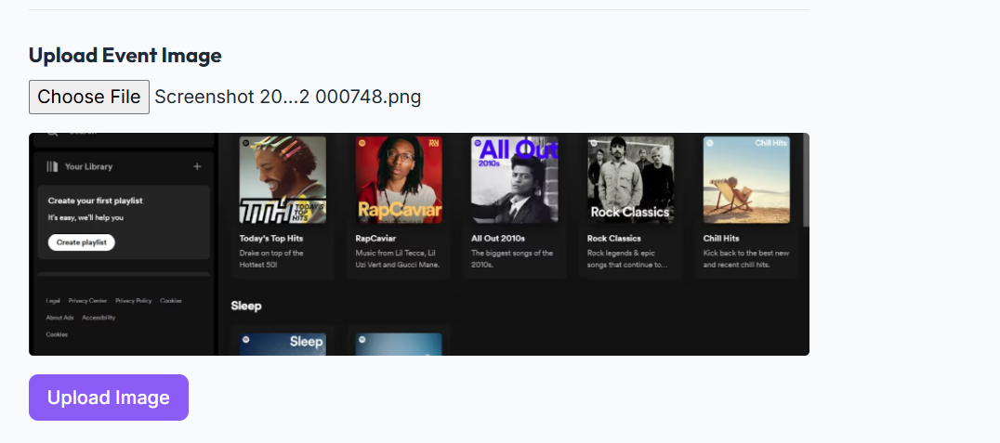 Upload Event Image
Choose File Screenshot 20...2 000748.png
Your Library +
Create your first playlist
It's easy, we'll help you
Create playlist
Legal Privacy Center Privacy Policy Cookies
About Ads Accessibility
Cookies
TODAY'S TOP HITS
RapCaviar
All Out
2010s
Rock Classics
Chill Hits
Today's Top Hits
Drake on top of the
Hottest 50!
RapCaviar
Music from Lil Tecca, Lil
Uzi Vert and Gucci Mane.
All Out 2010s
The biggest songs of the
2010s.
Rock Classics
Rock legends & epic
songs that continue to...
Chill Hits
Kick back to the best new
and recent chill hits.
Sleep
Sleep
Upload Image